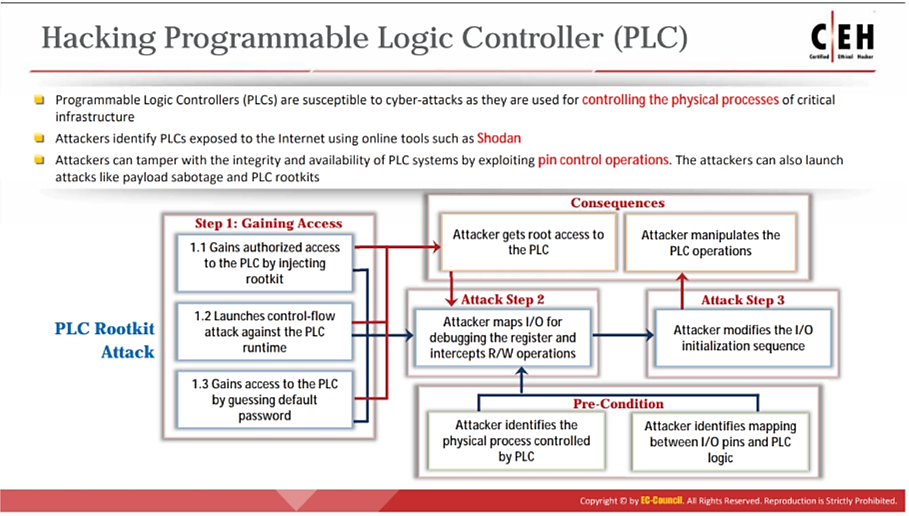 Hacking Programmable Logic Controller (PLC)
CEH
Certified Ethical Hacker
Programmable Logic Controllers (PLCs) are susceptible to cyber-attacks as they are used for controlling the physical processes of critical
infrastructure
Attackers identify PLCs exposed to the Internet using online tools such as Shodan
Attackers can tamper with the integrity and availability of PLC systems by exploiting pin control operations. The attackers can also launch
attacks like payload sabotage and PLC rootkits
PLC Rootkit
Attack
Step 1: Gaining Access
1.1 Gains authorized access
to the PLC by injecting
rootkit
1.2 Launches control-flow
attack against the PLC
runtime
1.3 Gains access to the PLC
by guessing default
password
Consequences
Attacker gets root access to
the PLC
Attacker manipulates the
PLC operations
Attack Step 2
Attacker maps I/O for
debugging the register and
intercepts R/W operations
Attack Step 3
Attacker modifies the I/O
initialization sequence
Pre-Condition
Attacker identifies the
physical process controlled
by PLC
Attacker identifies mapping
between I/O pins and PLC
logic
Copyright © by EC-Council. All Rights Reserved. Reproduction is Strictly Prohibited.